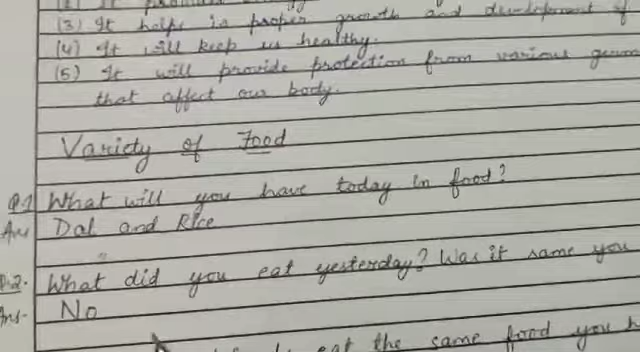 (3) It helps in proper growth and development of
(4) It will keep us healthy.
(5) It will provide protection from various germs
that affect our body.
Variety of Food
Q.1 What will you have today in food?
Ans Dal and Rice
Q.2. What did you eat yesterday? Was it same you
Ans- No
eat the same food you